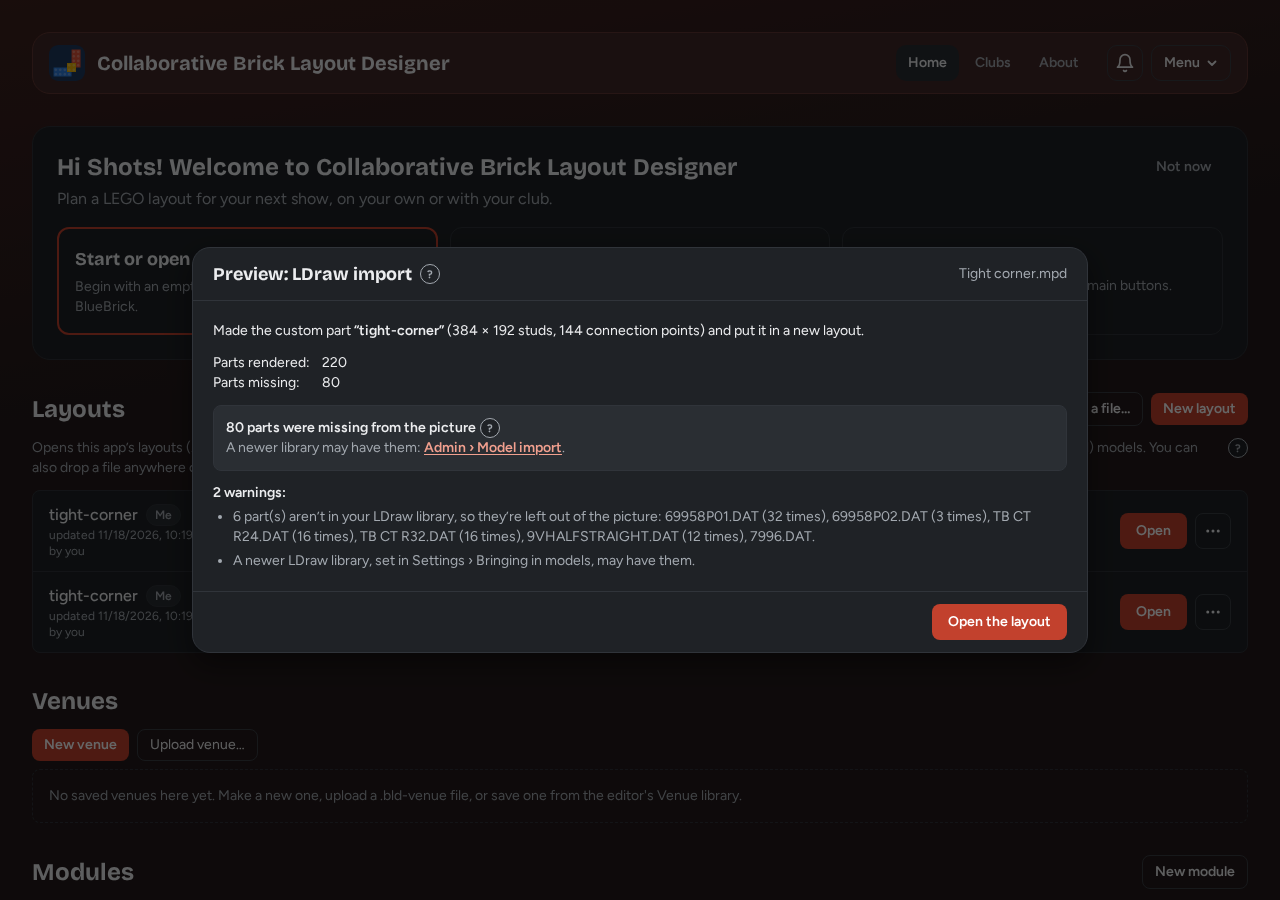 Collaborative Brick Layout Designer
Home
Clubs
About
Menu
Hi Shots! Welcome to Collaborative Brick Layout Designer
Not now
Plan a LEGO layout for your next show, on your own or with your club.
Start or open
Begin with an empt
BlueBrick.
main buttons.
Preview: LDraw import ?
Tight corner.mpd
Made the custom part “tight-corner” (384 × 192 studs, 144 connection points) and put it in a new layout.
Parts rendered: 220
Parts missing: 80
80 parts were missing from the picture ?
A newer library may have them: Admin › Model import.
2 warnings:
• 6 part(s) aren’t in your LDraw library, so they’re left out of the picture: 69958P01.DAT (32 times), 69958P02.DAT (3 times), TB CT
R24.DAT (16 times), TB CT R32.DAT (16 times), 9VHALFSTRAIGHT.DAT (12 times), 7996.DAT.
• A newer LDraw library, set in Settings › Bringing in models, may have them.
Open the layout
Layouts
a file…
New layout
Opens this app’s layouts (
) models. You can
?
also drop a file anywhere
tight-corner Me
updated 11/18/2026, 10:19
by you
Open
tight-corner Me
updated 11/18/2026, 10:19
by you
Open
Venues
New venue
Upload venue…
No saved venues here yet. Make a new one, upload a .bld-venue file, or save one from the editor's Venue library.
Modules
New module